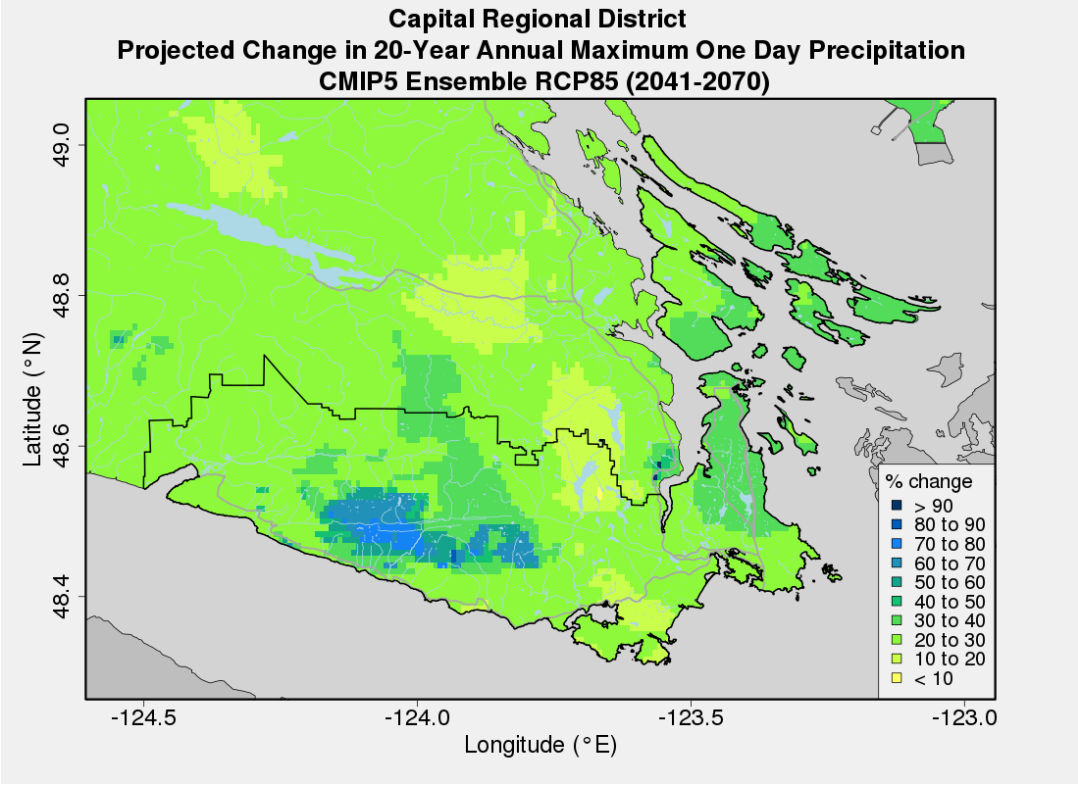 Capital Regional District
Projected Change in 20-Year Annual Maximum One Day Precipitation
CMIP5 Ensemble RCP85 (2041-2070)
Latitude (°N)
49.0
48.8
48.6
48.4
% change
> 90
80 to 90
70 to 80
60 to 70
50 to 60
40 to 50
30 to 40
20 to 30
10 to 20
< 10
-124.5
-124.0
-123.5
-123.0
Longitude (°E)